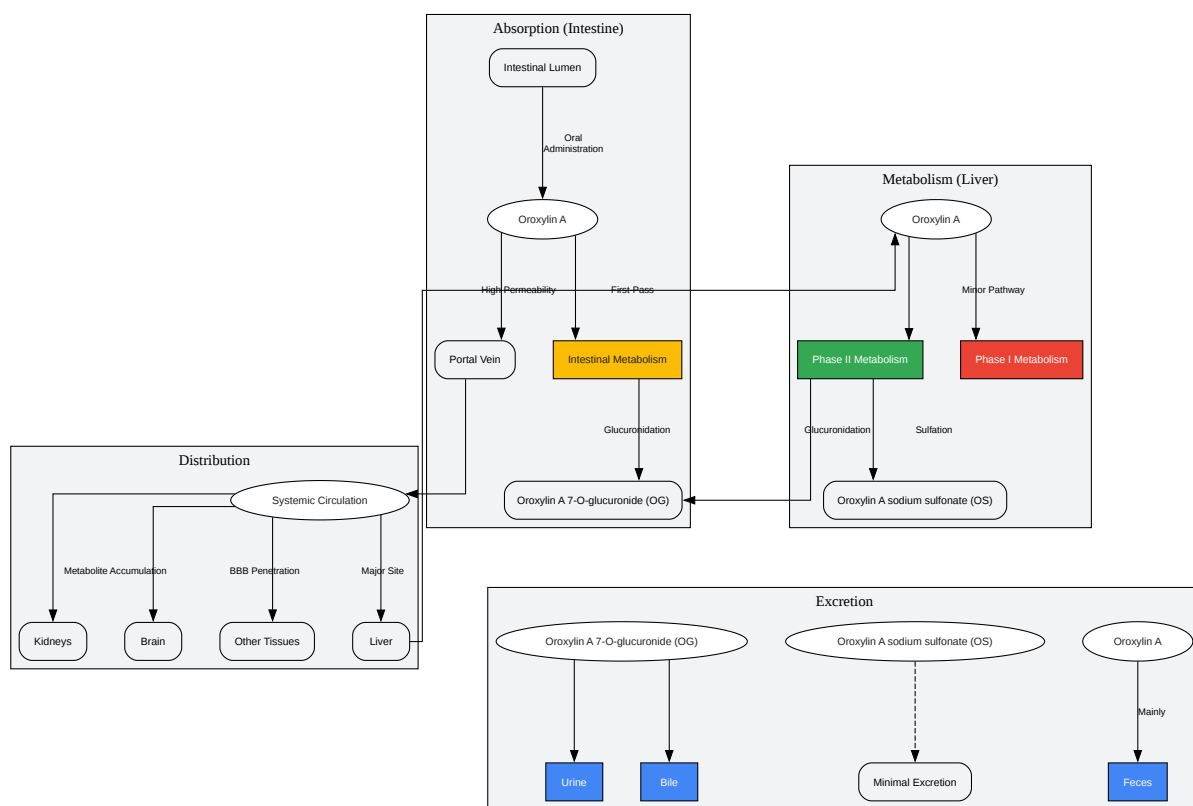 Absorption (Intestine)
Intestinal Lumen
Oral
Administration
Oroxylin A
High Permeability
First Pass
Portal Vein
Intestinal Metabolism
Glucuronidation
Oroxylin A 7-O-glucuronide (OG)
Metabolism (Liver)
Oroxylin A
Minor Pathway
Phase II Metabolism
Phase I Metabolism
Glucuronidation
Sulfation
Oroxylin A sodium sulfonate (OS)
Distribution
Systemic Circulation
Metabolite Accumulation
BBB Penetration
Major Site
Kidneys
Brain
Other Tissues
Liver
Excretion
Oroxylin A 7-O-glucuronide (OG)
Oroxylin A sodium sulfonate (OS)
Oroxylin A
Mainly
Urine
Bile
Minimal Excretion
Feces